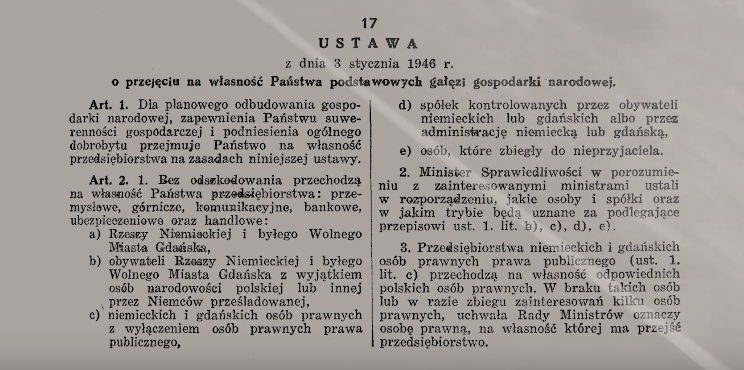 17
USTAWA
z dnia 3 stycznia 1946 r.
o przejęciu na własność Państwa podstawowych gałęzi gospodarki narodowej.
Art. 1. Dla planowego odbudowania gospo-
darki narodowej, zapewnienia Państwu suwe-
renności gospodarczej i podniesienia ogólnego
dobrobytu przejmuje Państwo na własność
przedsiębiorstwa na zasadach niniejszej ustawy.
Art. 2. 1. Bez odszkodowania przechodzą
na własność Państwa przedsiębiorstwa: prze-
mysłowe, górnicze, komunikacyjne, bankowe,
ubezpieczeniowe oraz handlowe:
a) Rzeszy Niemieckiej i byłego Wolnego
Miasta Gdańska,
b) obywateli Rzeszy Niemieckiej i byłego
Wolnego Miasta Gdańska z wyjątkiem
osób narodowości polskiej lub innej
przez Niemców prześladowanej,
c) niemieckich i gdańskich osób prawnych
z wyłączeniem osób prawnych prawa
publicznego,
d) spółek kontrolowanych przez obywateli
niemieckich lub gdańskich albo przez
administrację niemiecką lub gdańską,
e) osób, które zbiegły do nieprzyjaciela.
2. Minister Sprawiedliwości w porozumie-
niu z zainteresowanymi ministrami ustali
w rozporządzeniu, jakie osoby i spółki oraz
w jakim trybie będą uznane za podlegające
przepisowi ust. 1. lit. b), c), d), e).
3. Przedsiębiorstwa niemieckich i gdańskich
osób prawnych prawa publicznego (ust. 1.
lit. c) przechodzą na własność odpowiednich
polskich osób prawnych. W braku takich osób
lub w razie zbiegu zainteresowań kilku osób
prawnych, uchwała Rady Ministrów oznaczy
osobę prawną, na własność której ma przejść
przedsiębiorstwo.